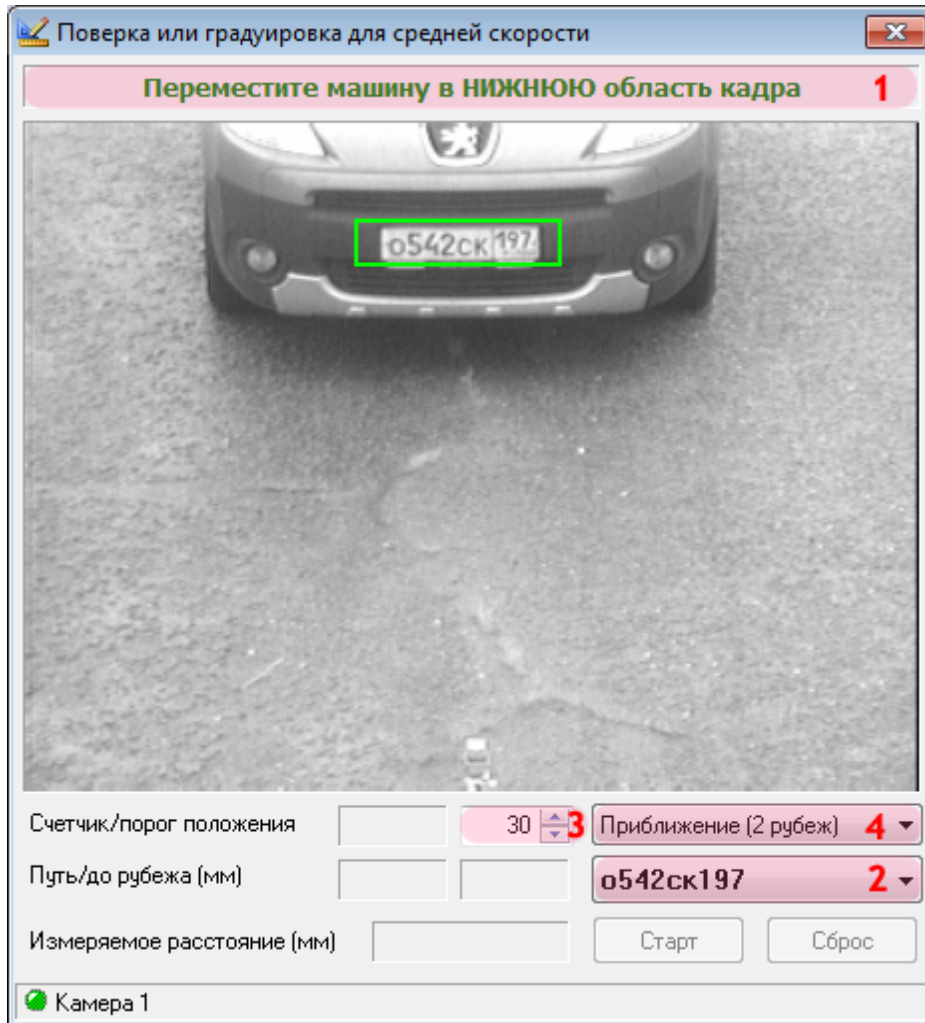 Поверка или градуировка для средней скорости
Переместите машину в НИЖНЮЮ область кадра 1
о542ск 197
Счетчик/порог положения 30 3 Приближение (2 рубеж) 4
Путь/до рубежа (мм) о542ск197 2
Измеряемое расстояние (мм) Старт Сброс
Камера 1